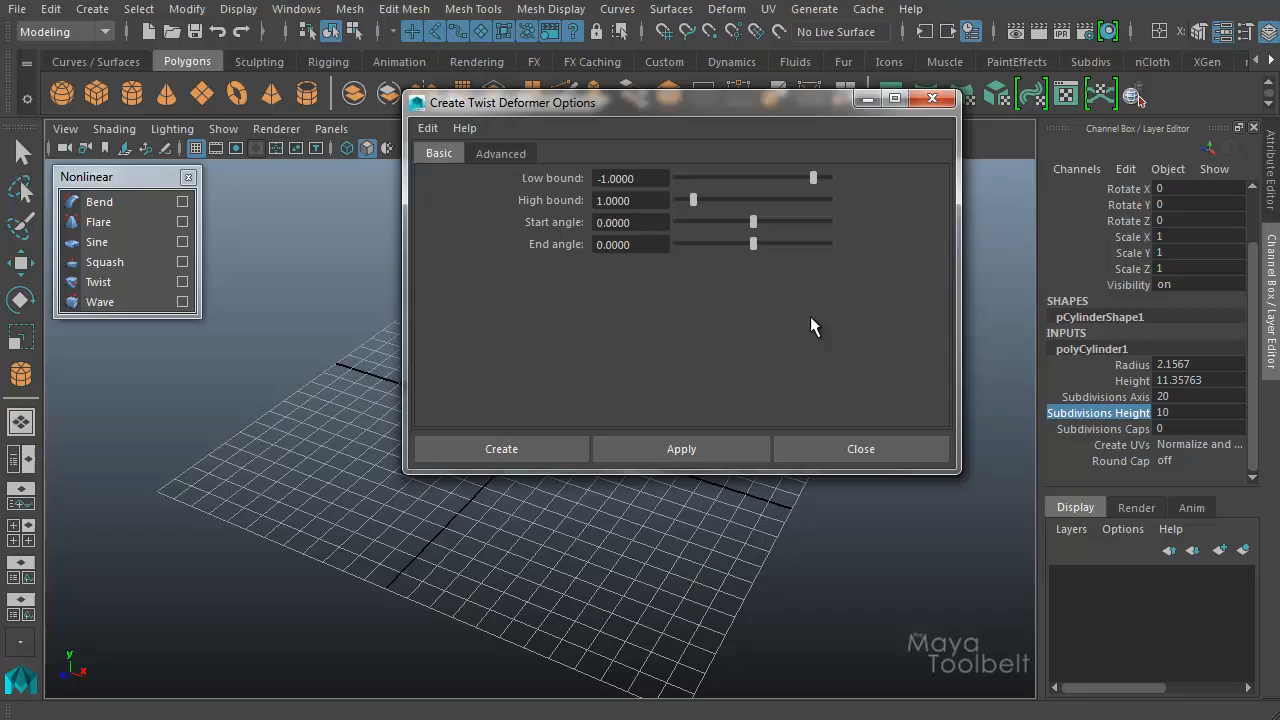 File Edit Create Select Modify Display Windows Mesh Edit Mesh Mesh Tools Mesh Display Curves Surfaces Deform UV Generate Cache Help
Modeling
No Live Surface
Curves / Surfaces Polygons Sculpting Rigging Animation Rendering FX FX Caching Custom Dynamics Fluids Fur Icons Muscle PaintEffects Subdivs nCloth XGen
Create Twist Deformer Options
Edit Help
Basic Advanced
Low bound: -1.0000
High bound: 1.0000
Start angle: 0.0000
End angle: 0.0000
Create Apply Close
View Shading Lighting Show Renderer Panels
Nonlinear
Bend
Flare
Sine
Squash
Twist
Wave
Channel Box / Layer Editor
Channels Edit Object Show
Rotate X 0
Rotate Y 0
Rotate Z 0
Scale X 1
Scale Y 1
Scale Z 1
Visibility on
SHAPES
pCylinderShape1
INPUTS
polyCylinder1
Radius 2.1567
Height 11.35763
Subdivisions Axis 20
Subdivisions Height 10
Subdivisions Caps 0
Create UVs Normalize and ...
Round Cap off
Display Render Anim
Layers Options Help
Attribute Editor
Channel Box / Layer Editor
y
x
the
Maya
Toolbelt